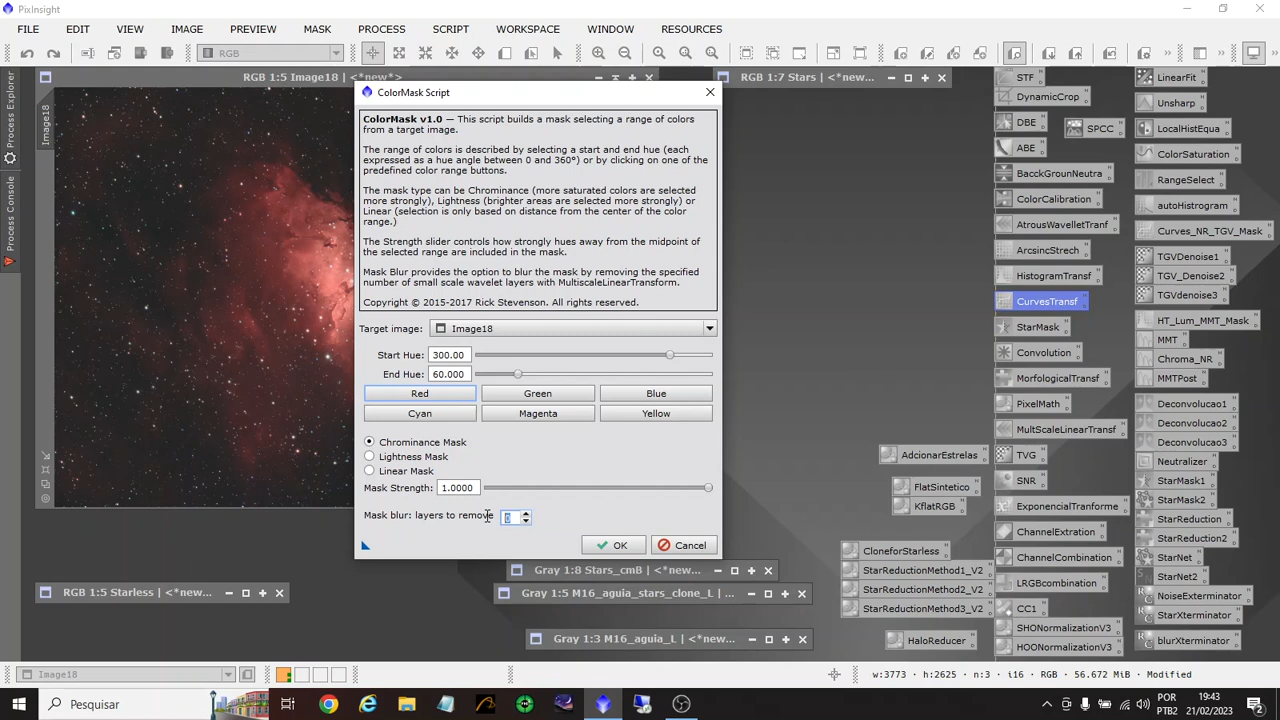 PixInsight
FILE EDIT VIEW IMAGE PREVIEW MASK PROCESS SCRIPT WORKSPACE WINDOW RESOURCES
RGB
Process Explorer
Process Console
RGB 1:5 Image18 | <*new*>
Image18
RGB 1:7 Stars | <*new*...
ColorMask Script
ColorMask v1.0 — This script builds a mask selecting a range of colors
from a target image.
The range of colors is described by selecting a start and end hue (each
expressed as a hue angle between 0 and 360°) or by clicking on one of the
predefined color range buttons.
The mask type can be Chrominance (more saturated colors are selected
more strongly), Lightness (brighter areas are selected more strongly) or
Linear (selection is only based on distance from the center of the color
range.)
The Strength slider controls how strongly hues away from the midpoint of
the selected range are included in the mask.
Mask Blur provides the option to blur the mask by removing the specified
number of small scale wavelet layers with MultiscaleLinearTransform.
Copyright © 2015-2017 Rick Stevenson. All rights reserved.
Target image: Image18
Start Hue: 300.00
End Hue: 60.000
Red Green Blue
Cyan Magenta Yellow
Chrominance Mask
Lightness Mask
Linear Mask
Mask Strength: 1.0000
Mask blur: layers to remove 0
OK Cancel
Gray 1:8 Stars_cmB | <*new*...
RGB 1:5 Starless | <*new*...
Gray 1:5 M16_aguia_stars_clone_L | ...
Gray 1:3 M16_aguia_L | <*new*...
STF
DynamicCrop
DBE
SPCC
ABE
BacckGrounNeutra
ColorCalibration
AtrousWavelletTranf
ArcsincStrech
HistogramTransf
CurvesTransf
StarMask
Convolution
MorfologicalTransf
PixelMath
MultScaleLinearTransf
TVG
SNR
ExponencialTranforme
ChannelExtration
ChannelCombination
LRGBcombination
CC1
SHONormalizationV3
HOONormalizationV3
AdcionarEstrelas
FlatSintetico
KflatRGB
CloneforStarless
StarReductionMethod1_V2
StarReductionMethod2_V2
StarReductionMethod3_V2
HaloReducer
LinearFit
Unsharp
LocalHistEqua
ColorSaturation
RangeSelect
autoHistrogram
Curves_NR_TGV_Mask
TGVDenoise1
TGV_Denoise2
TGVdenoise3
HT_Lum_MMT_Mask
MMT
Chroma_NR
MMTPost
Deconvolucao1
Deconvolucao2
Deconvolucao3
Neutralizer
StarMask1
StarMask2
StarReduction
StarReduction2
StarNet
StarNet2
NoiseExterminator
StarXterminator
blurXterminator
Image18
w:3773 | h:2625 | n:3 | i16 | RGB | 56.672 MiB | Modified
Pesquisar
POR
PTB2
19:43
21/02/2023
2